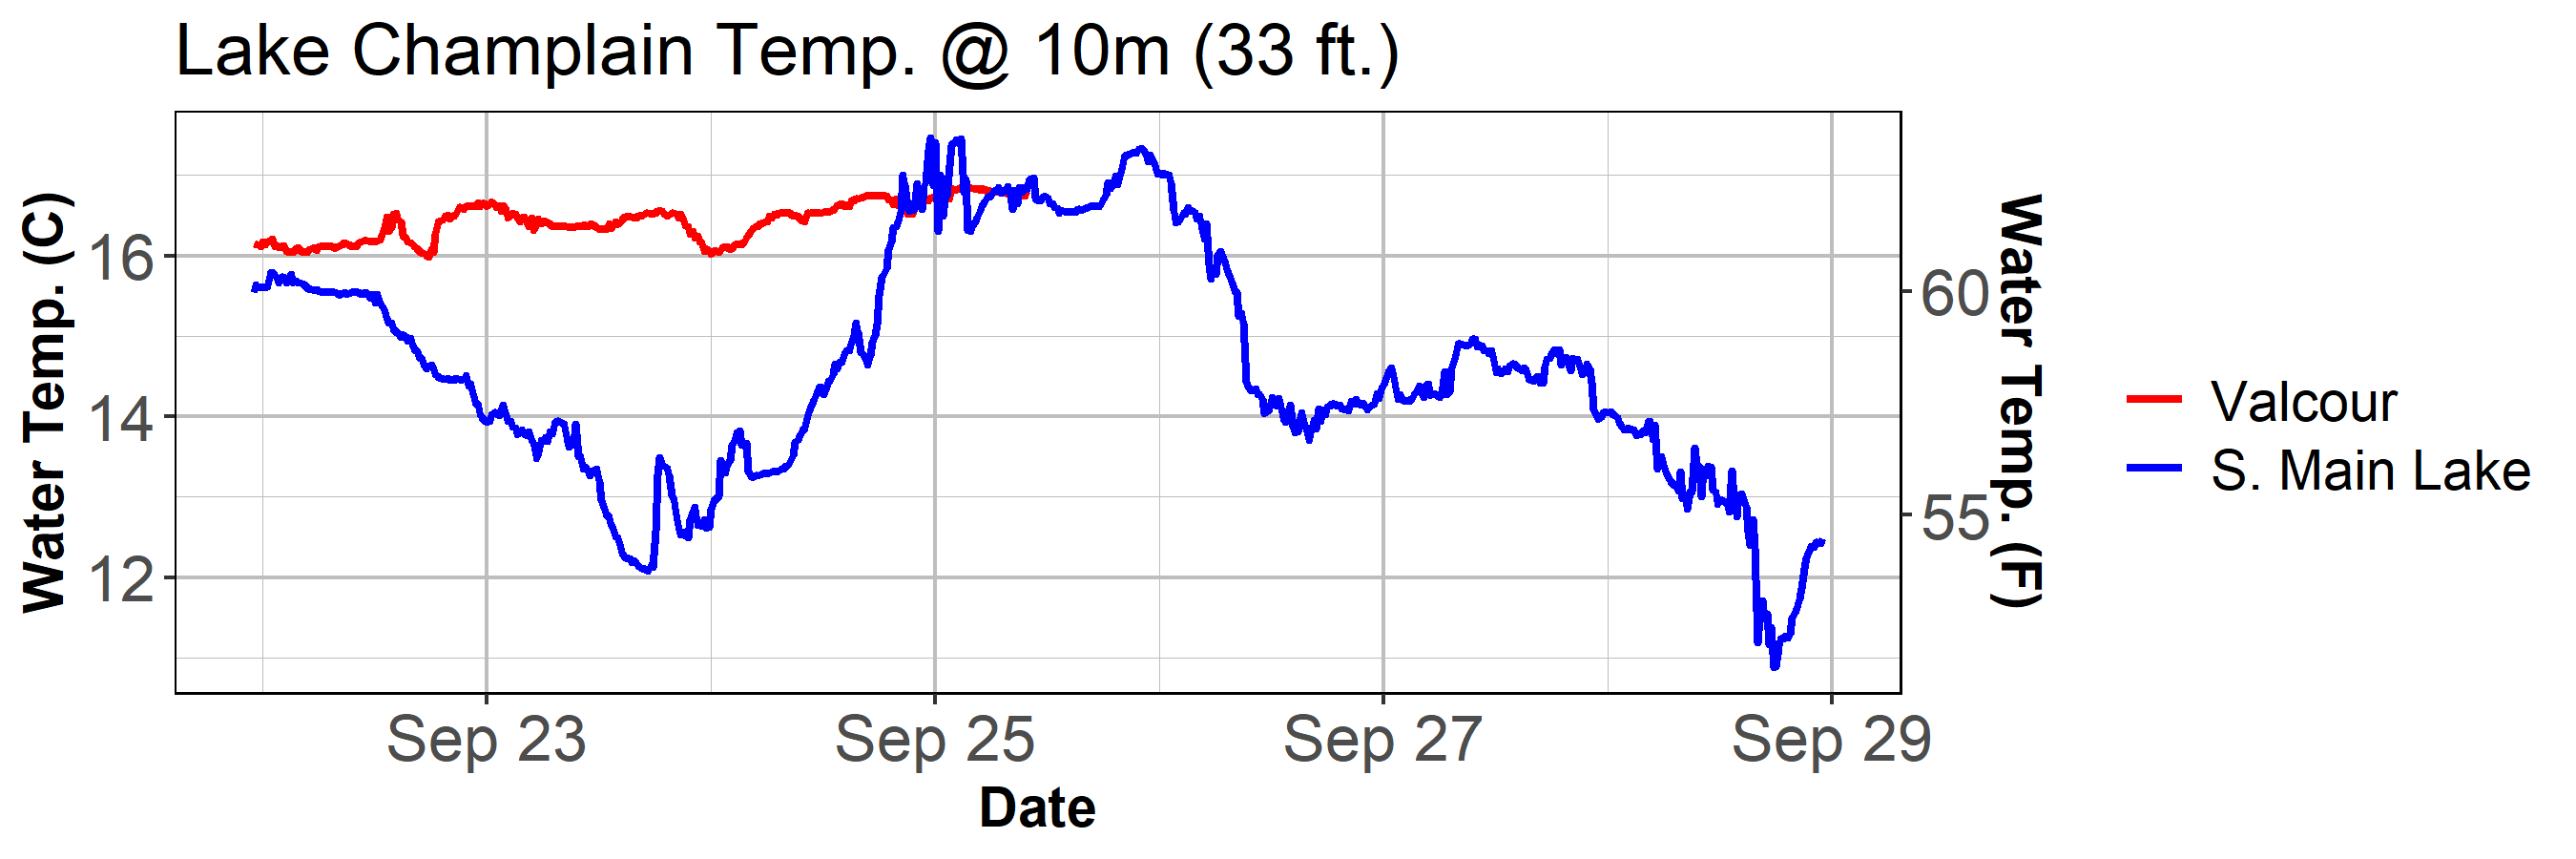 Lake Champlain Temp. @ 10m (33 ft.)
Water Temp. (C)
16
14
12
60
55
Water Temp. (F)
Sep 23
Sep 25
Sep 27
Sep 29
Date
Valcour
S. Main Lake